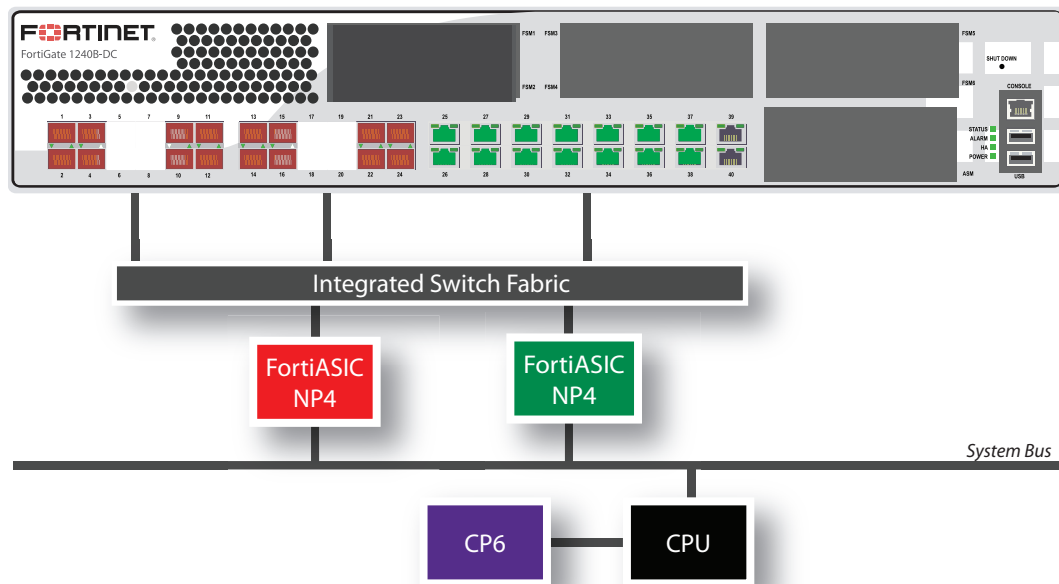 FORTINET.
FortiGate 1240B-DC
FSM1 FSM3 FSM5
SHUT DOWN
FSM2 FSM4 FSM6
CONSOLE
1 3 5 7 9 11 13 15 17 19 21 23 25 27 29 31 33 35 37 39
STATUS
ALARM
HA
POWER
2 4 6 8 10 12 14 16 18 20 22 24 26 28 30 32 34 36 38 40
ASM USB
Integrated Switch Fabric
FortiASIC
NP4
FortiASIC
NP4
System Bus
CP6
CPU